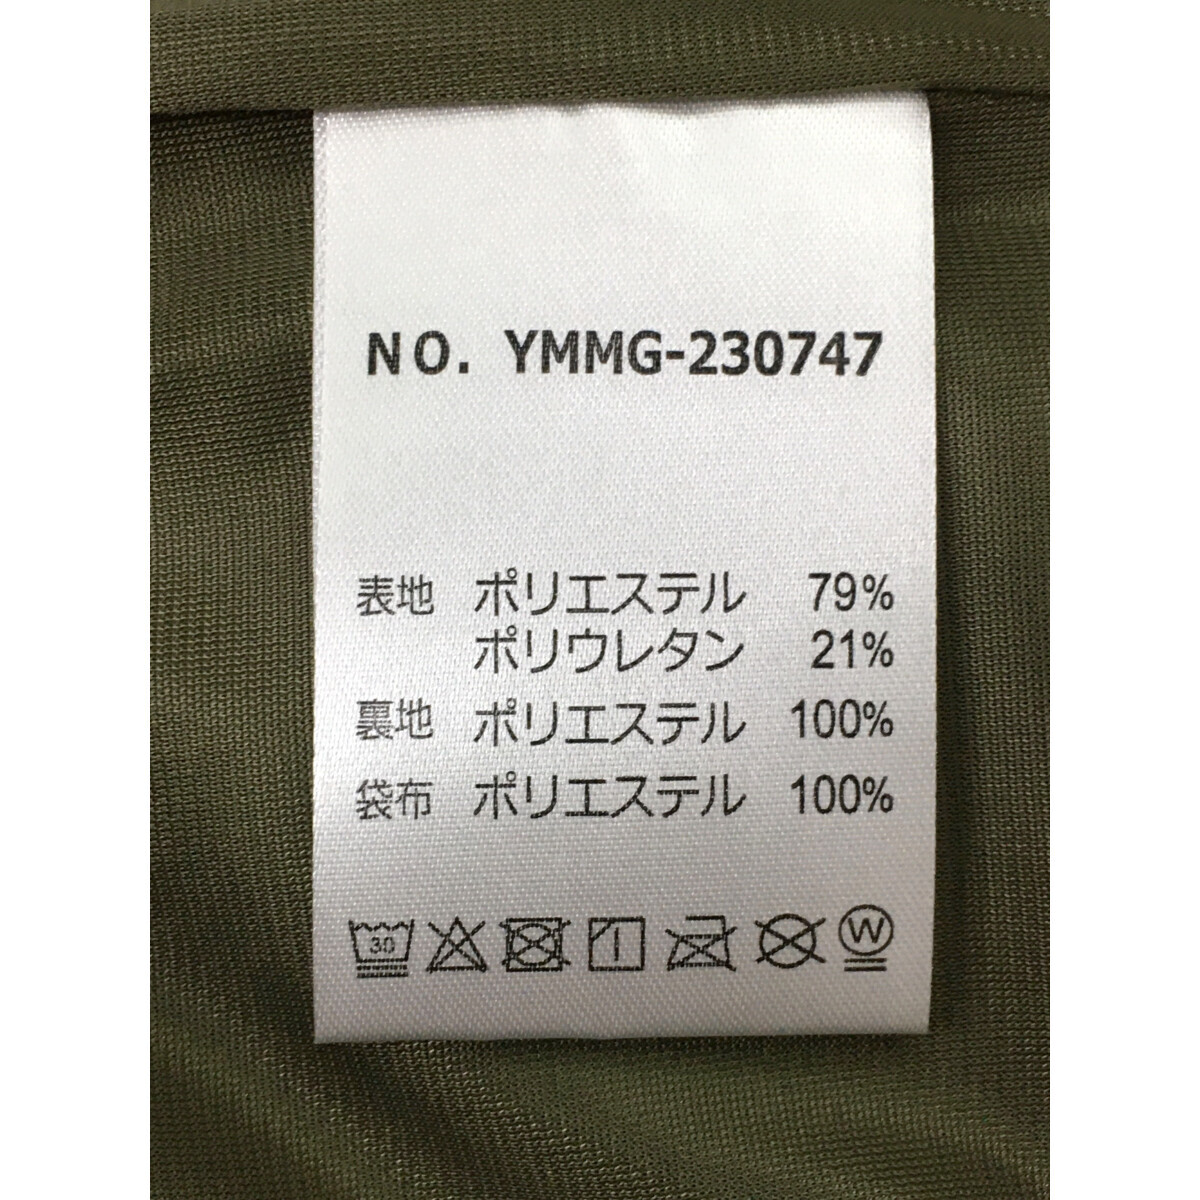 NO. YMMG-230747
表地 ポリエステル 79%
ポリウレタン 21%
裏地 ポリエステル 100%
袋布 ポリエステル 100%
30 W